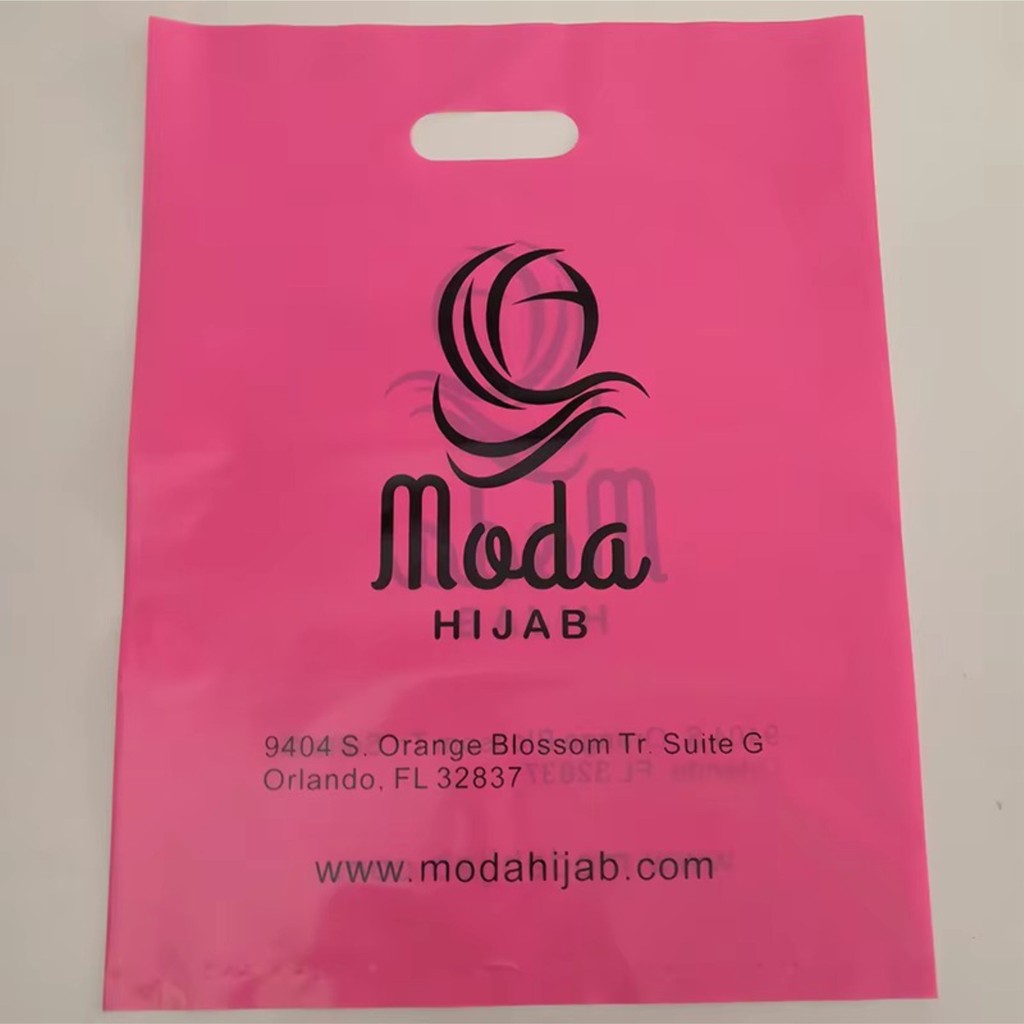 Moda
HIJAB
9404 S. Orange Blossom Tr. Suite G
Orlando, FL 32837
www.modahijab.com